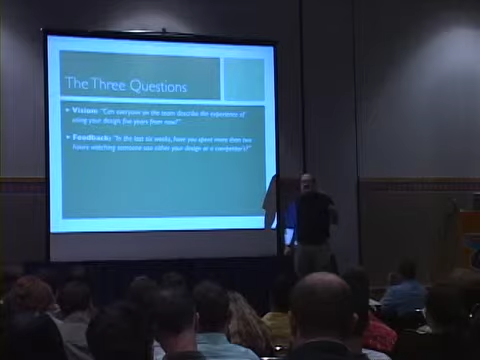 The Three Questions
Vision: "Can everyone on the team describe the experience of
using your design five years from now?"
Feedback: "In the last six weeks, have you spent more than two
hours watching someone use either your design or a competitor's?"